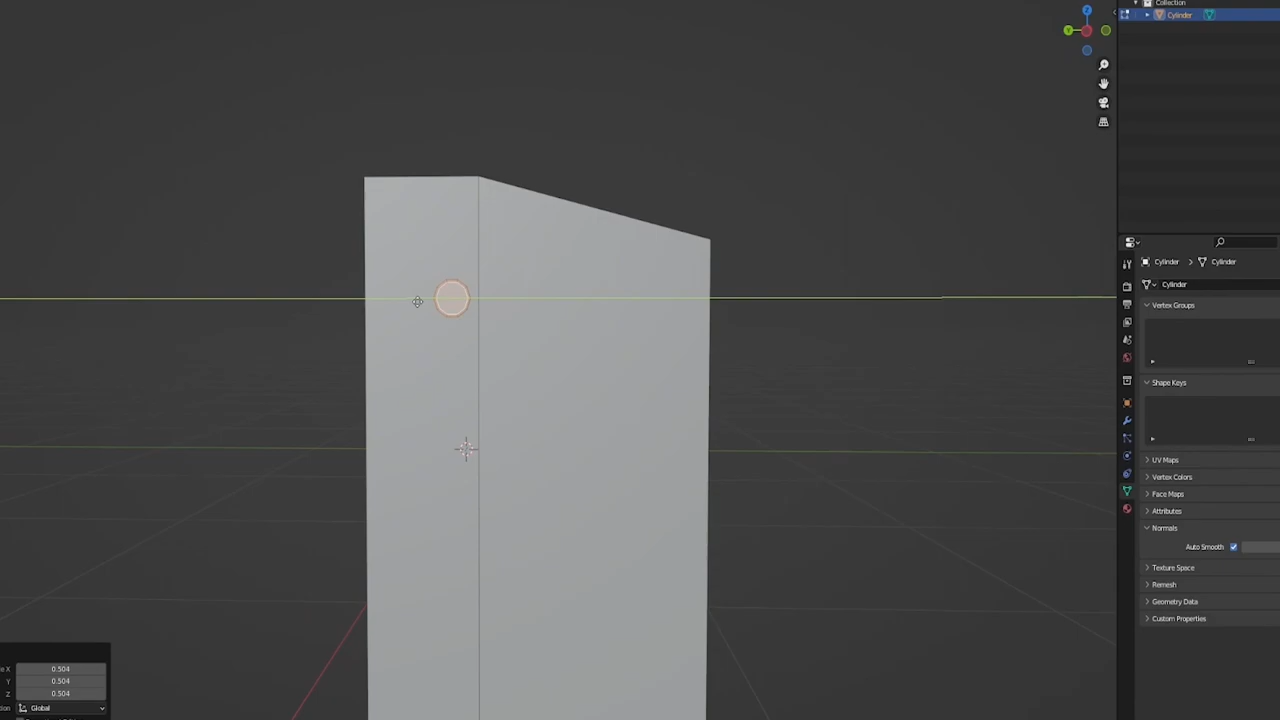 Collection
Cylinder
Z
Y
Cylinder
Cylinder
Cylinder
Vertex Groups
Shape Keys
UV Maps
Vertex Colors
Face Maps
Attributes
Normals
Auto Smooth
Texture Space
Remesh
Geometry Data
Custom Properties
X 0.504
Y 0.504
Z 0.504
Global